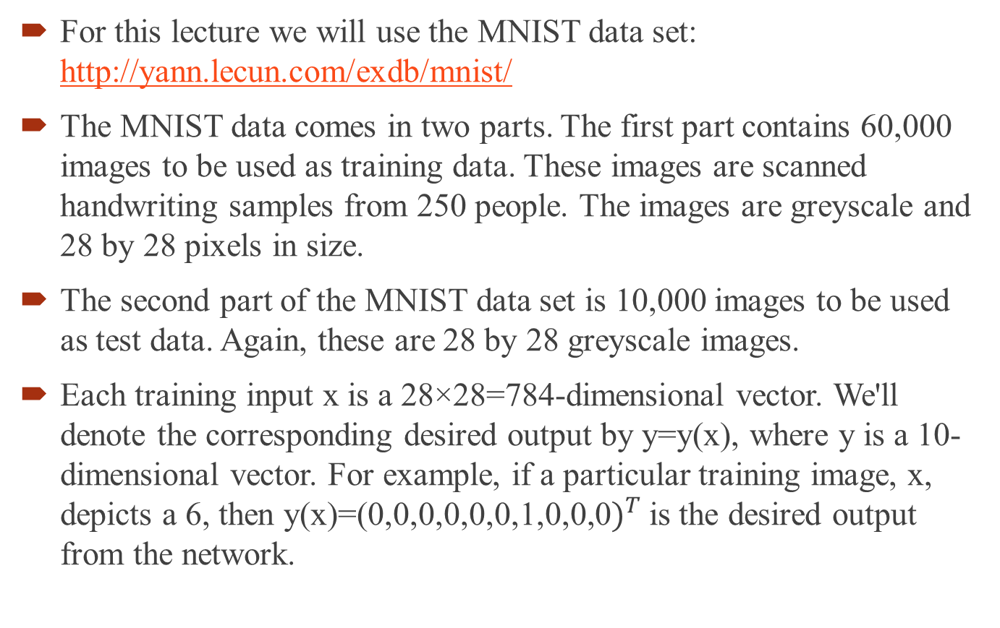 For this lecture we will use the MNIST data set:
http://yann.lecun.com/exdb/mnist/
The MNIST data comes in two parts. The first part contains 60,000
images to be used as training data. These images are scanned
handwriting samples from 250 people. The images are greyscale and
28 by 28 pixels in size.
The second part of the MNIST data set is 10,000 images to be used
as test data. Again, these are 28 by 28 greyscale images.
Each training input x is a 28×28=784-dimensional vector. We'll
denote the corresponding desired output by y=y(x), where y is a 10-
dimensional vector. For example, if a particular training image, x,
depicts a 6, then y(x)=(0,0,0,0,0,0,1,0,0,0)ᵀ is the desired output
from the network.